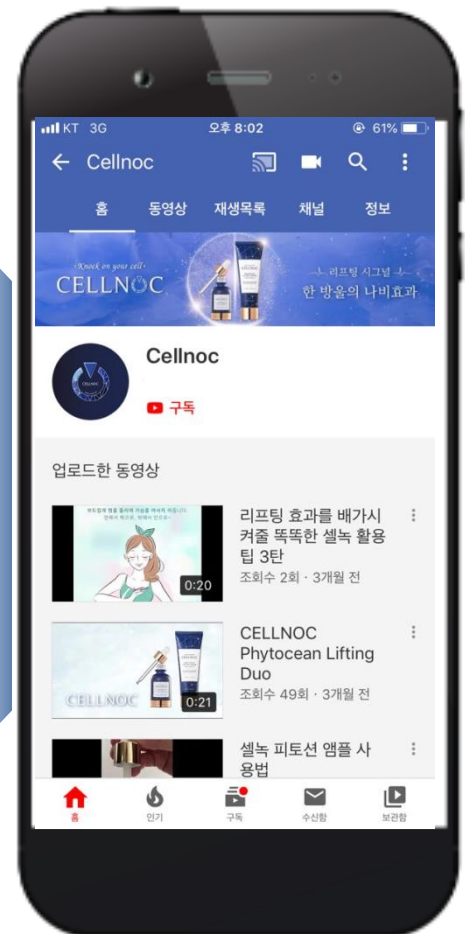 KT 3G 오후 8:02 61%
Cellnoc
홈 동영상 재생목록 채널 정보
·Knock on your cell·
CELLNOC
리프팅 시그널
한 방울의 나비효과
CELLNOC
Cellnoc
구독
업로드한 동영상
0:20
리프팅 효과를 배가시
켜줄 똑똑한 셀녹 활용
팁 3탄
조회수 2회 · 3개월 전
CELLNOC
0:21
CELLNOC
Phytocean Lifting
Duo
조회수 49회 · 3개월 전
셀녹 피토션 앰플 사
용법
홈 인기 구독 수신함 보관함